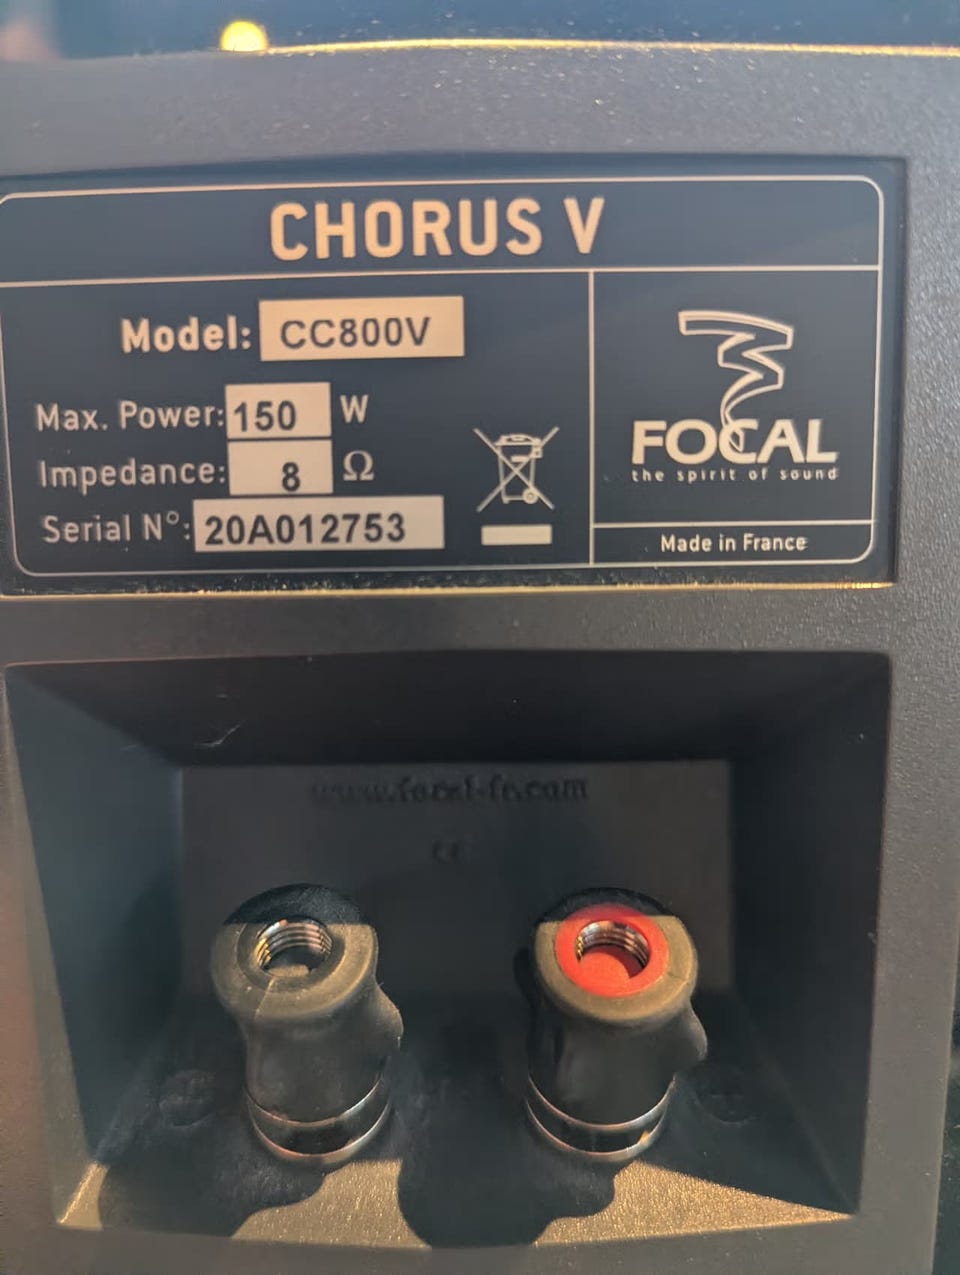 CHORUS V
Model: CC800V
Max. Power: 150 W
Impedance: 8 Ω
Serial N°: 20A012753
FOCAL
the spirit of sound
Made in France
www.focal-fr.com
CE